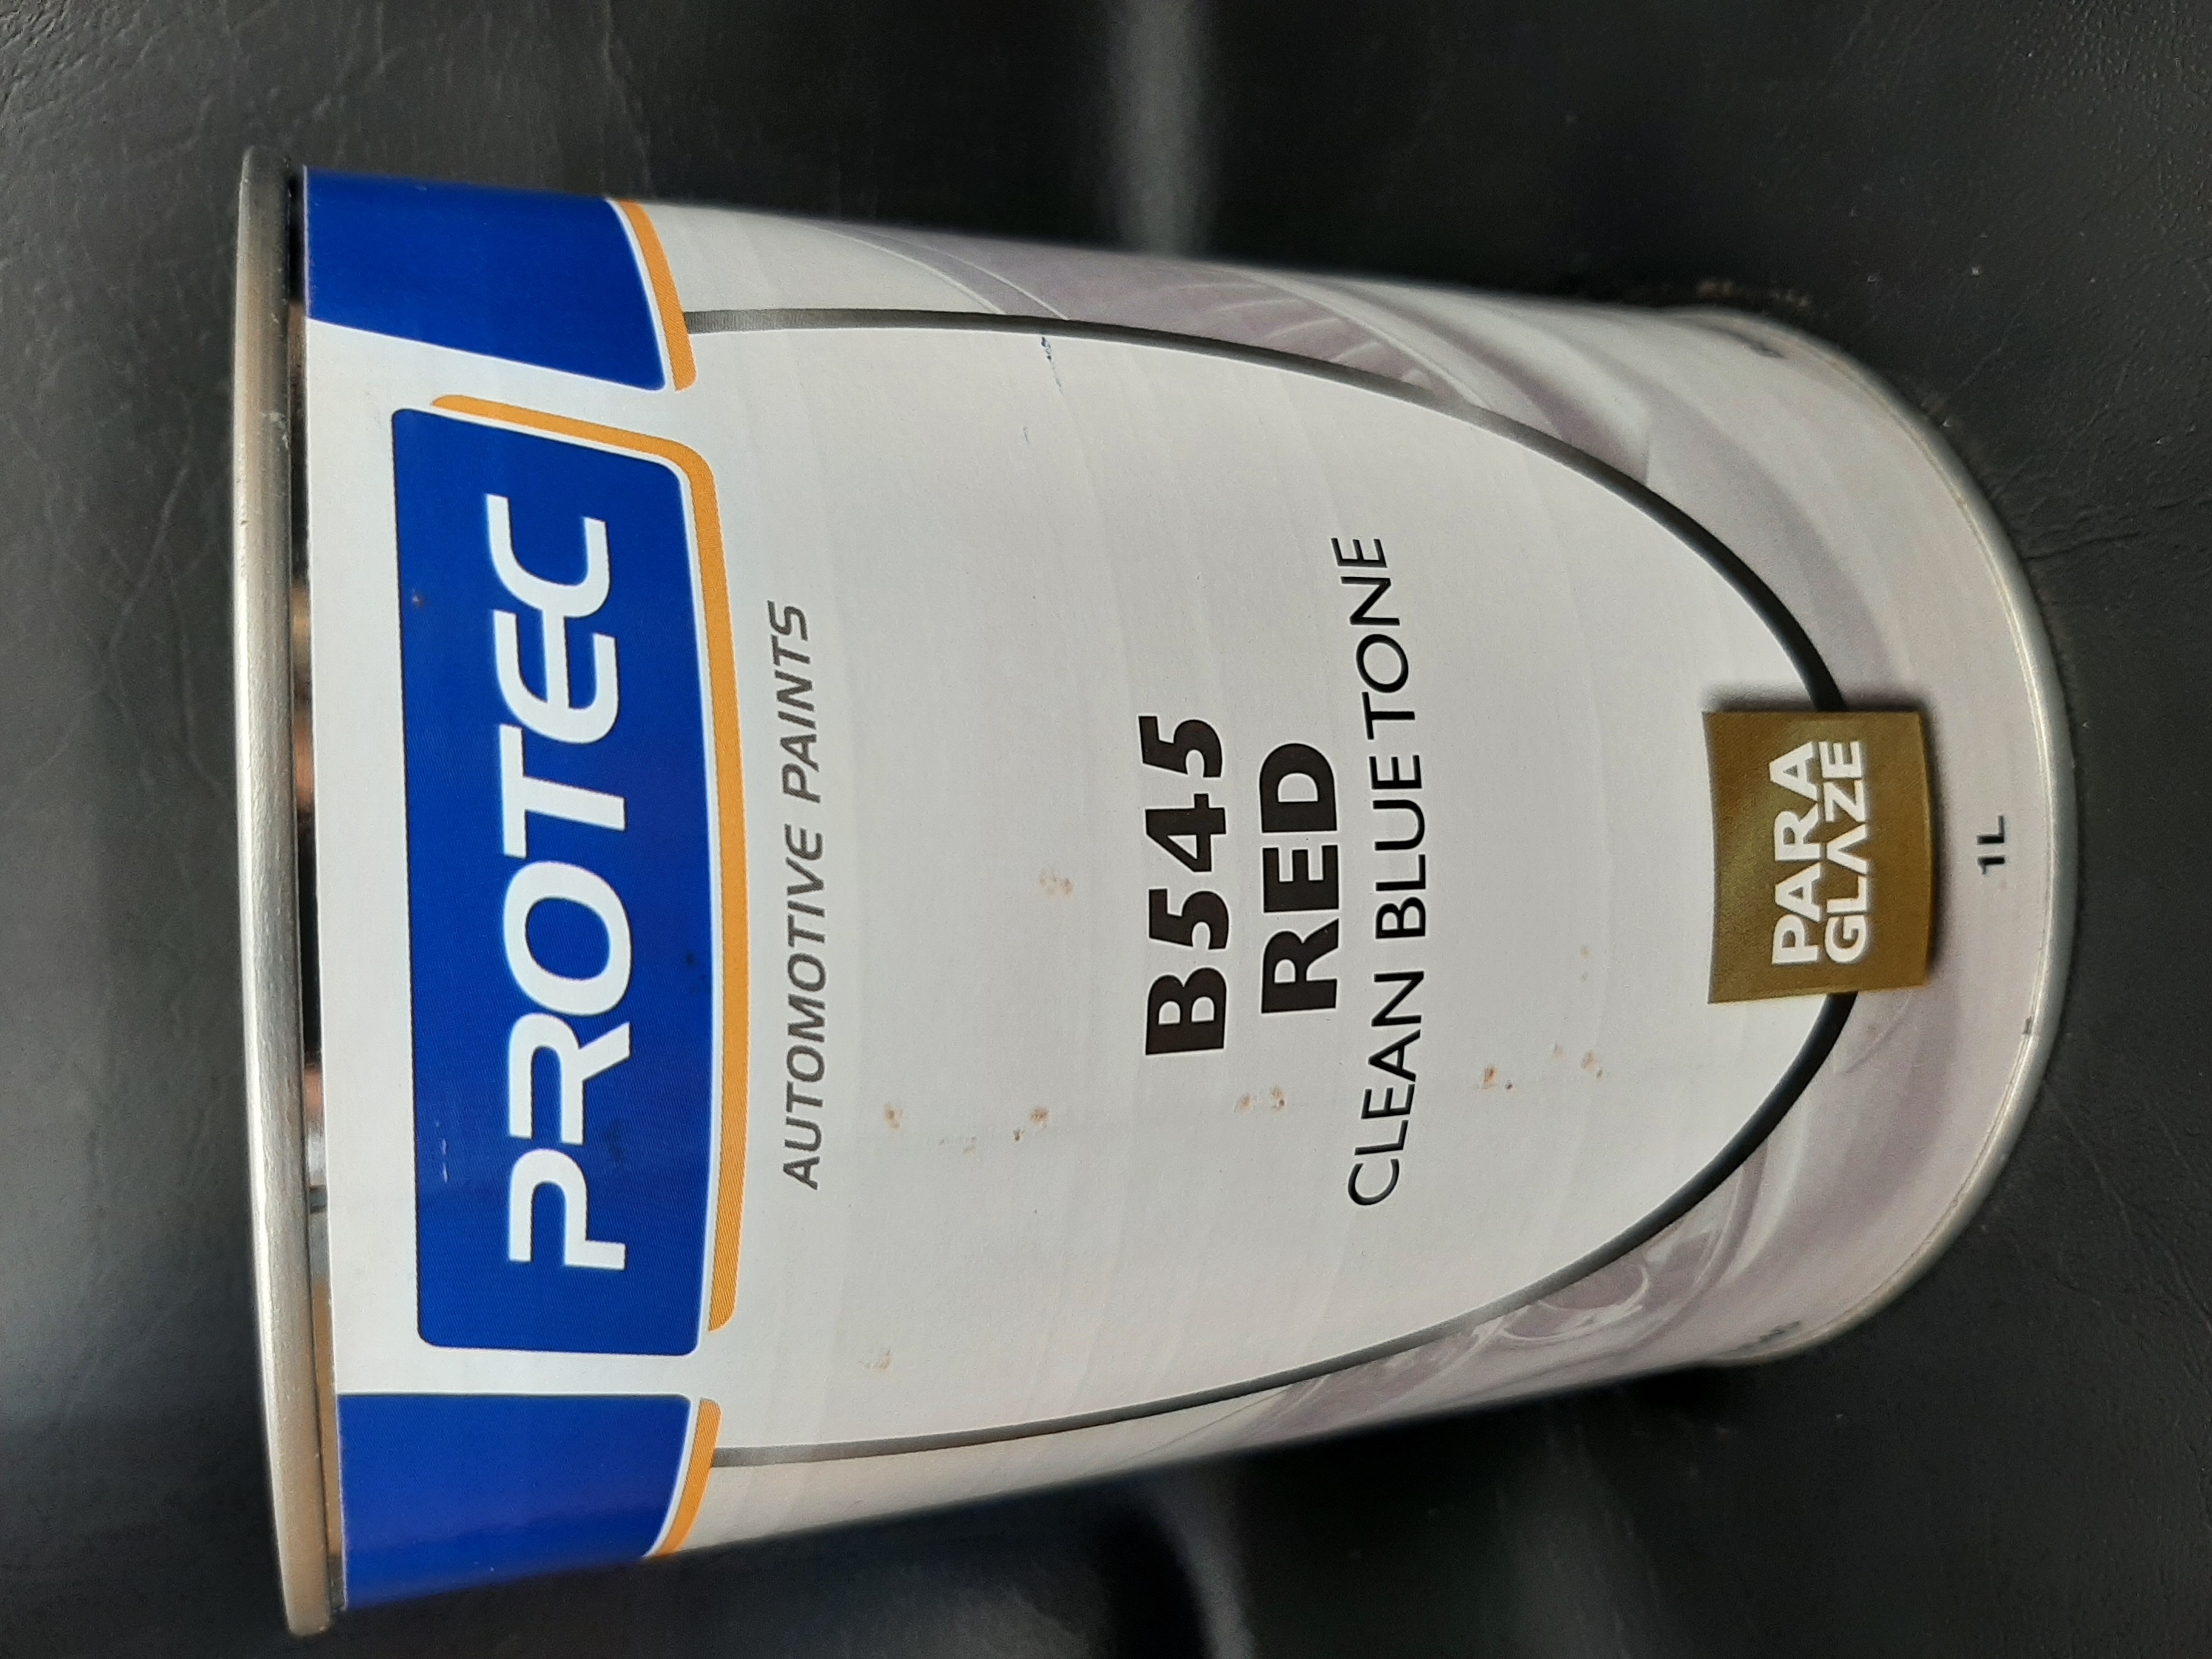 PROTEC
AUTOMOTIVE PAINTS
B545
RED
CLEAN BLUE TONE
PARA
GLAZE
1L